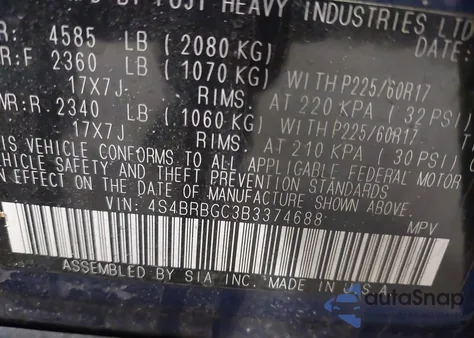 BY FUJI HEAVY INDUSTRIES LTD
R: 4585 LB (2080 KG) DATE:
R:F 2360 LB (1070 KG) WITH P225/60R17
17X7J RIMS. AT 220 KPA (32 PSI)
WR:R. 2340 LB (1060 KG) WITH P225/60R17
17X7J RIMS. AT 210 KPA (30 PSI)
IS VEHICLE CONFORMS TO ALL APPLICABLE FEDERAL MOTOR
EHICLE SAFETY AND THEFT PREVENTION STANDARDS
N EFFECT ON THE DATE OF MANUFACTURE SHOWN ABOVE.
VIN: 4S4BRBGC3B3374688 MPV
ASSEMBLED BY SIA INC. MADE IN U.S.A.
autoSnap